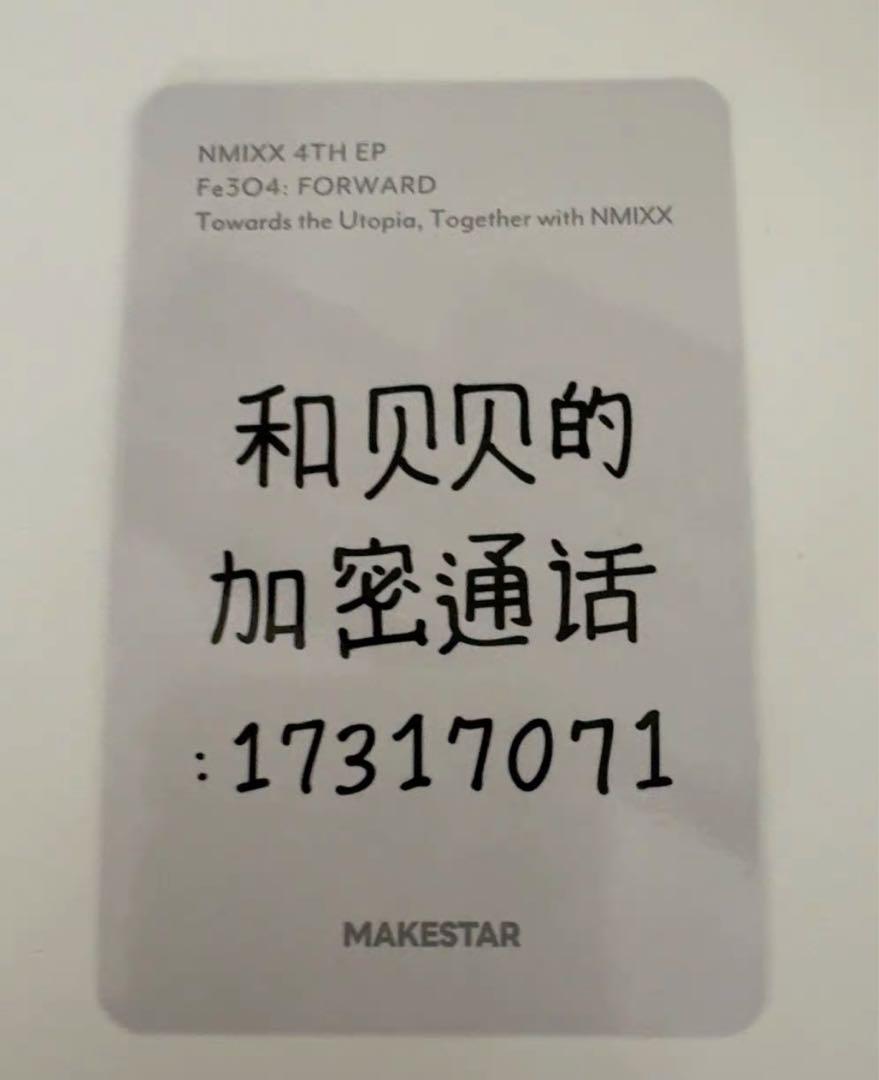 NMIXX 4TH EP
Fe3O4: FORWARD
Towards the Utopia, Together with NMIXX
和贝贝的
加密通话
:17317071
MAKESTAR